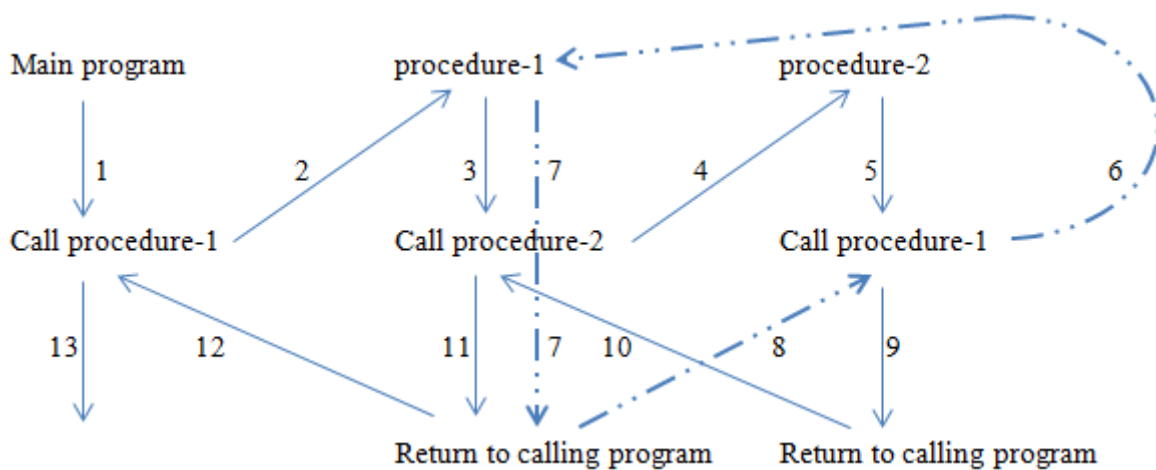 Main program procedure-1 procedure-2
1 2 3 7 4 5 6
Call procedure-1 Call procedure-2 Call procedure-1
13 12 11 7 10 8 9
Return to calling program Return to calling program